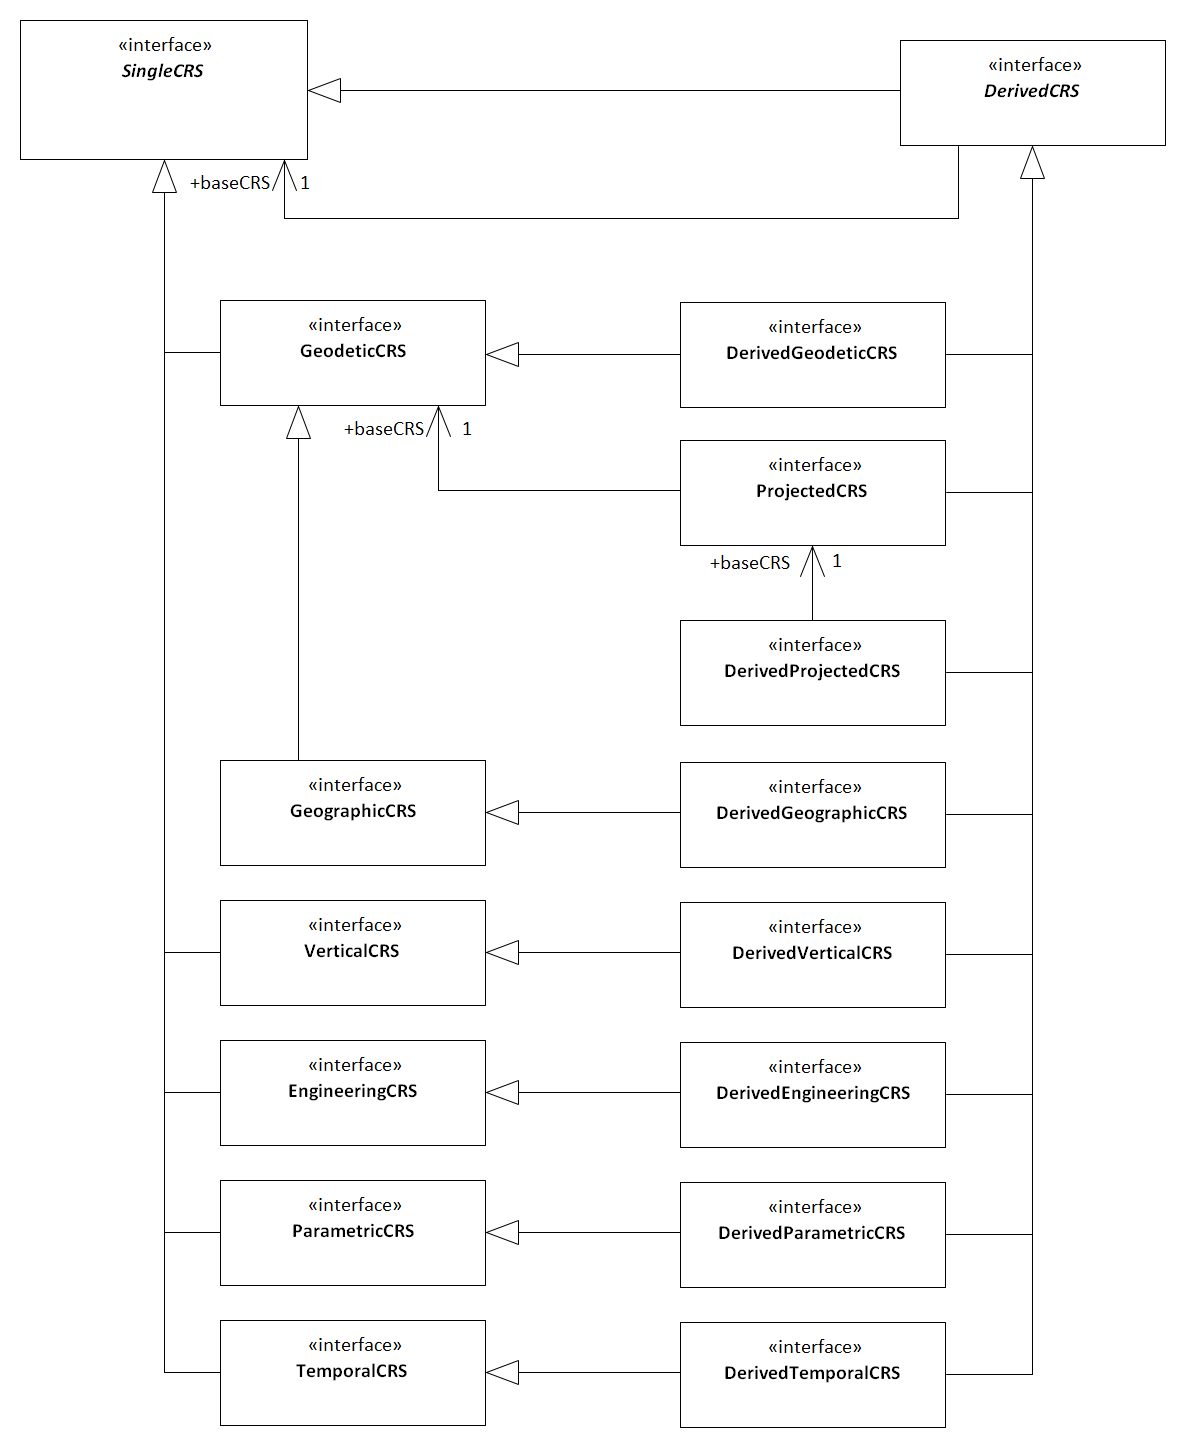 «interface»
SingleCRS
«interface»
DerivedCRS
+baseCRS
1
«interface»
GeodeticCRS
«interface»
DerivedGeodeticCRS
+baseCRS
1
«interface»
ProjectedCRS
+baseCRS
1
«interface»
DerivedProjectedCRS
«interface»
GeographicCRS
«interface»
DerivedGeographicCRS
«interface»
VerticalCRS
«interface»
DerivedVerticalCRS
«interface»
EngineeringCRS
«interface»
DerivedEngineeringCRS
«interface»
ParametricCRS
«interface»
DerivedParametricCRS
«interface»
TemporalCRS
«interface»
DerivedTemporalCRS